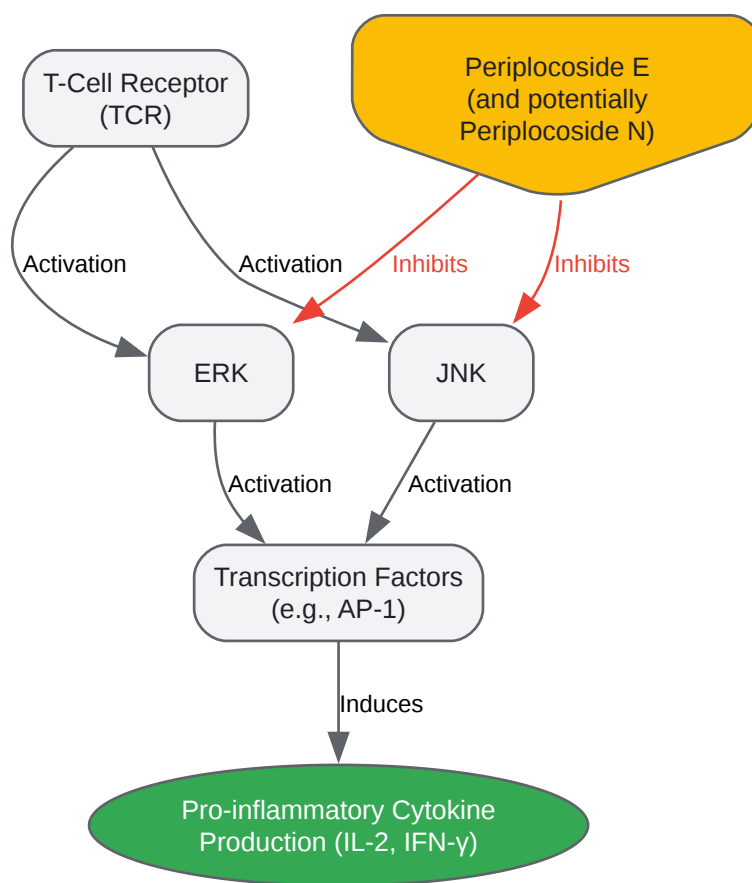 T-Cell Receptor
(TCR)
Periplocoside E
(and potentially
Periplocoside N)
Activation
Activation
Inhibits
Inhibits
ERK
JNK
Activation
Activation
Transcription Factors
(e.g., AP-1)
Induces
Pro-inflammatory Cytokine
Production (IL-2, IFN-γ)